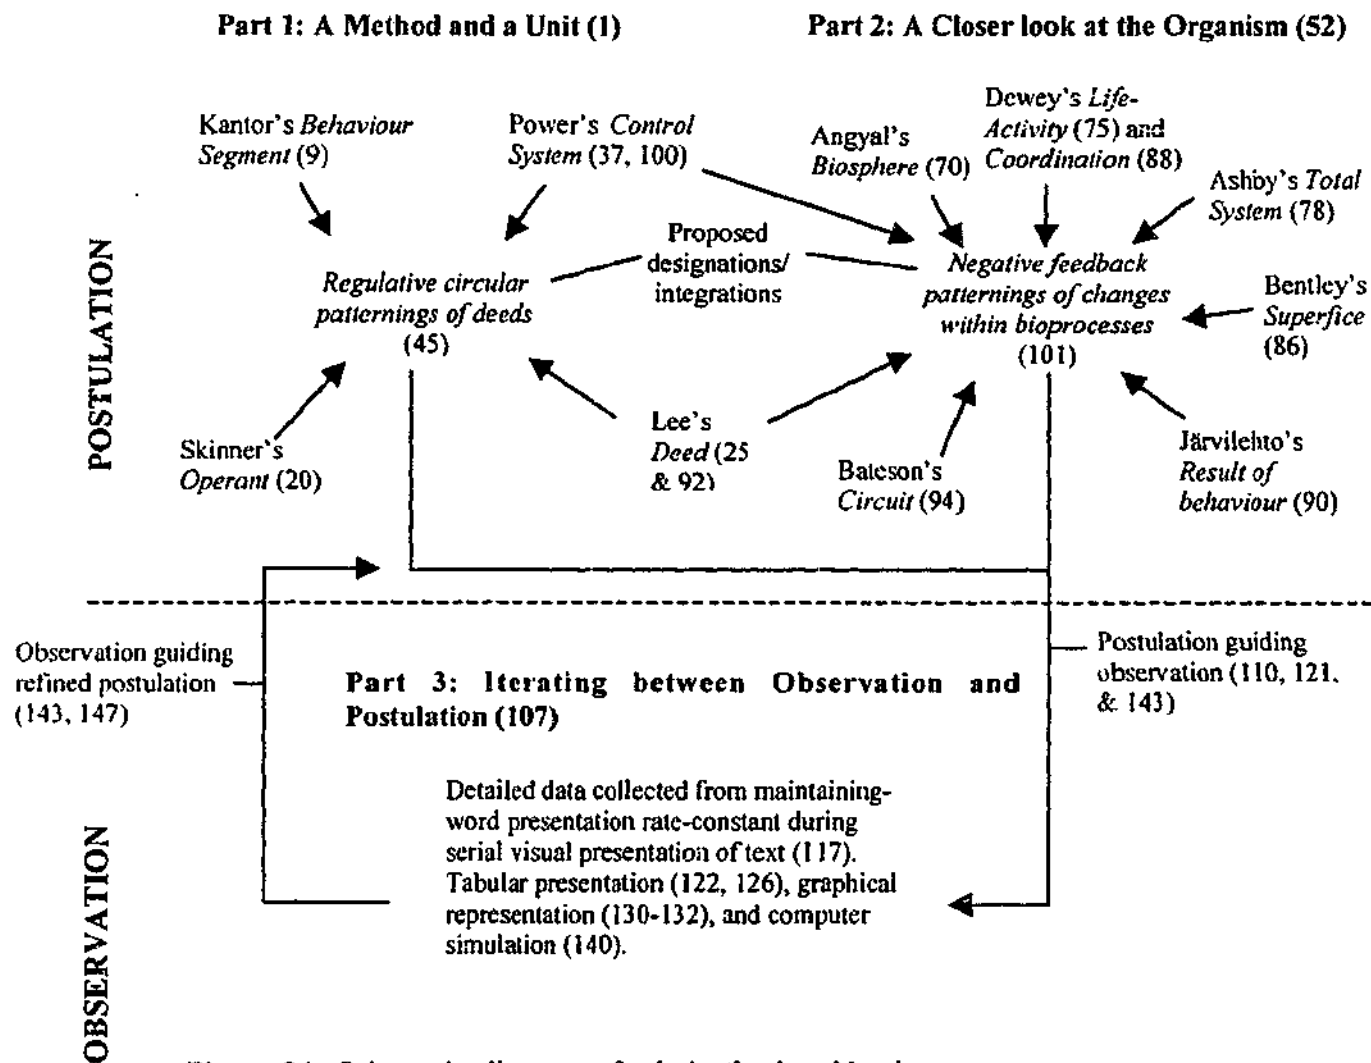 Part 1: A Method and a Unit (1)
Part 2: A Closer look at the Organism (52)
Kantor's Behaviour
Segment (9)
Power's Control
System (37, 100)
Angyal's
Biosphere (70)
Dewey's Life-
Activity (75) and
Coordination (88)
Ashby's Total
System (78)
POSTULATION
Regulative circular
patternings of deeds
(45)
Proposed
designations/
integrations
Negative feedback
patternings of changes
within bioprocesses
(101)
Bentley's
Superfice
(86)
Skinner's
Operant (20)
Lee's
Deed (25
& 92)
Bateson's
Circuit (94)
Järvilehto's
Result of
behaviour (90)
Observation guiding
refined postulation
(143, 147)
Part 3: Iterating between Observation and
Postulation (107)
Postulation guiding
observation (110, 121,
& 143)
OBSERVATION
Detailed data collected from maintaining-
word presentation rate-constant during
serial visual presentation of text (117).
Tabular presentation (122, 126), graphical
representation (130-132), and computer
simulation (140).